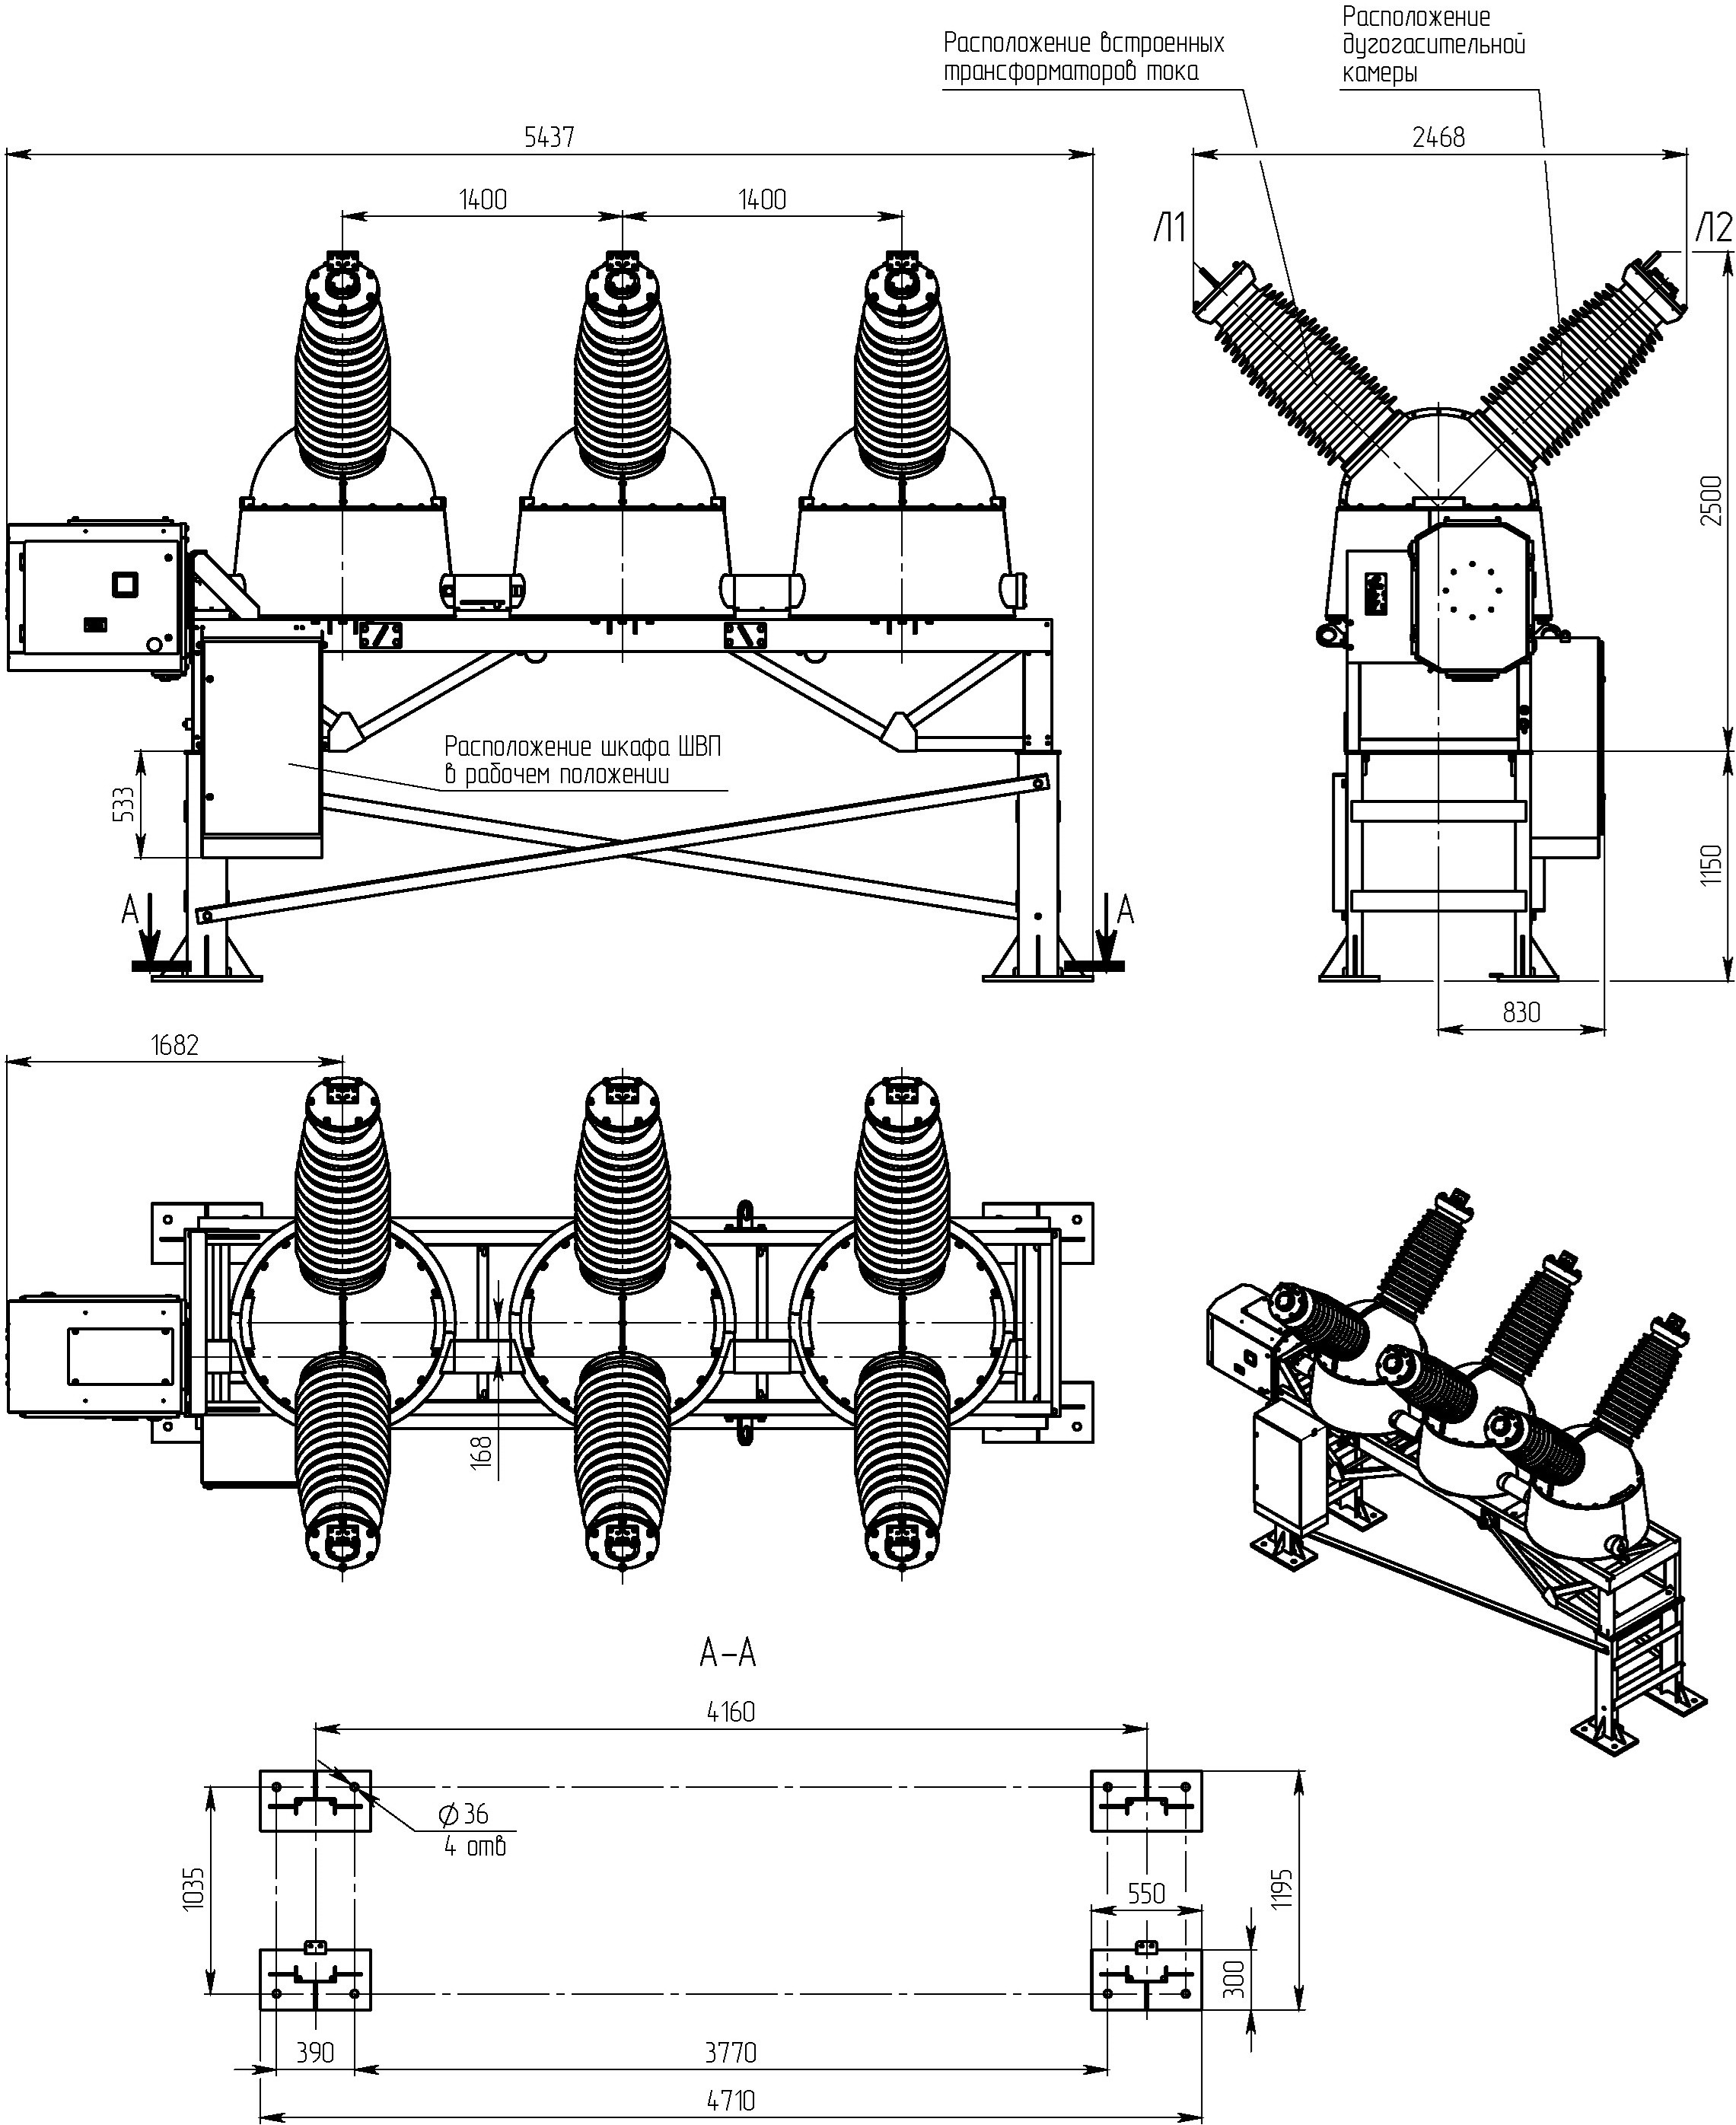 Расположение встроенных
трансформаторов тока
Расположение
дугогасительной
камеры
5437
2468
1400
1400
Л1
Л2
2500
Расположение шкафа ШВП
в рабочем положении
533
1150
А
А
830
1682
168
А-А
4160
⌀36
4 отв
1035
550
1195
300
390
3770
4710